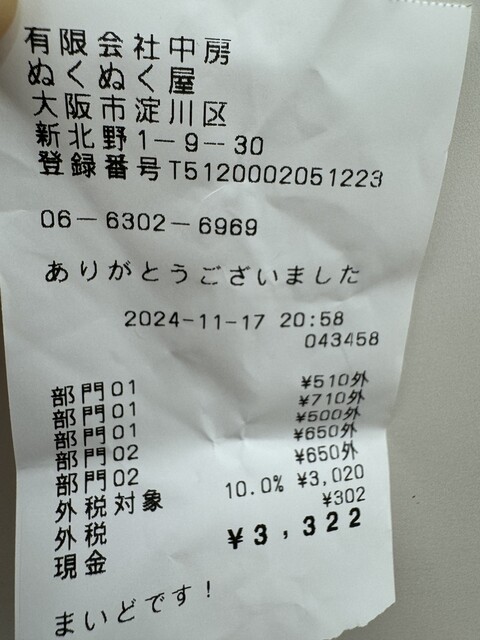 有限会社中房
ぬくぬく屋
大阪市淀川区
新北野1-9-30
登録番号T5120002051223
06-6302-6969
ありがとうございました
2024-11-17 20:58
043458
部門01 ¥510外
部門01 ¥710外
部門01 ¥500外
部門02 ¥650外
部門02 ¥650外
外税対象 10.0% ¥3,020
外税 ¥302
現金 ¥3,322
まいどです!